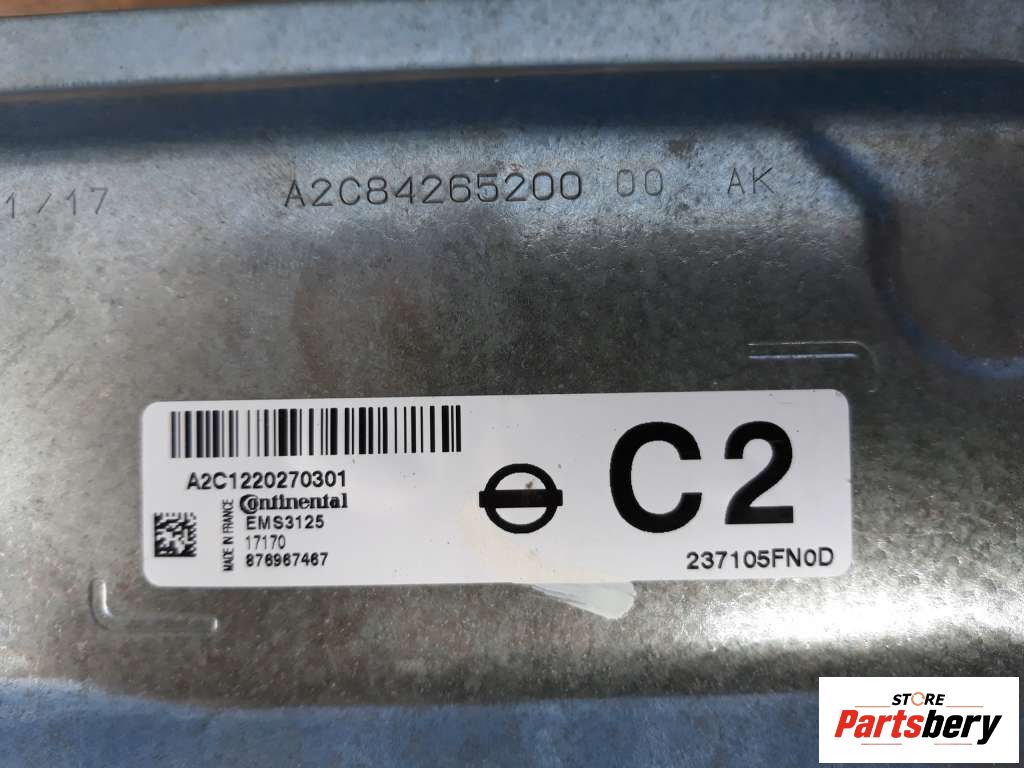 1/17 A2C84265200 00 AK
A2C1220270301
Continental
EMS3125
17170
876967467
MADE IN FRANCE
C2
237105FN0D
STORE
Partsbery